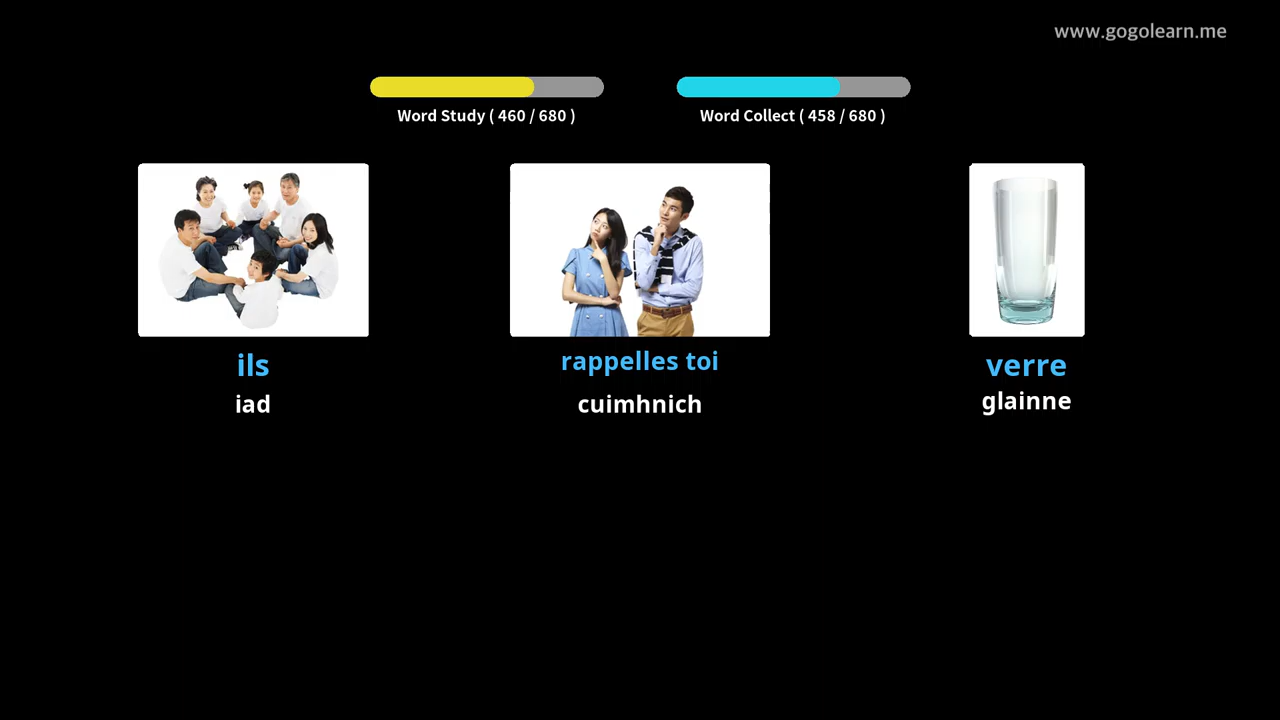 www.gogolearn.me
Word Study ( 460 / 680 )
Word Collect ( 458 / 680 )
ils
rappelles toi
verre
iad
cuimhnich
glainne